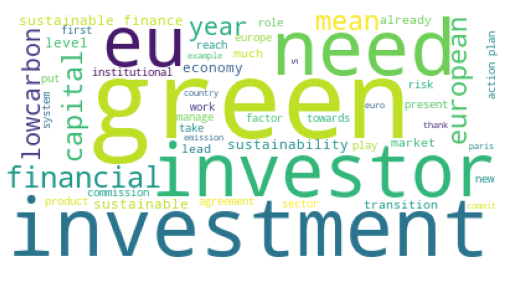 sustainable finance
first
level
lowcarbon
system
put
capital
eu
institutional
year
reach
role
europe
example
economy
country
work
manage
take
lead
mean
much
s
need
already
european
action plan
green
risk
factor
towards
present
euro
thank
emission
sustainability
play
market
paris
financial
investor
new
commission
product
sustainable
agreement
sector
transition
commit
investment